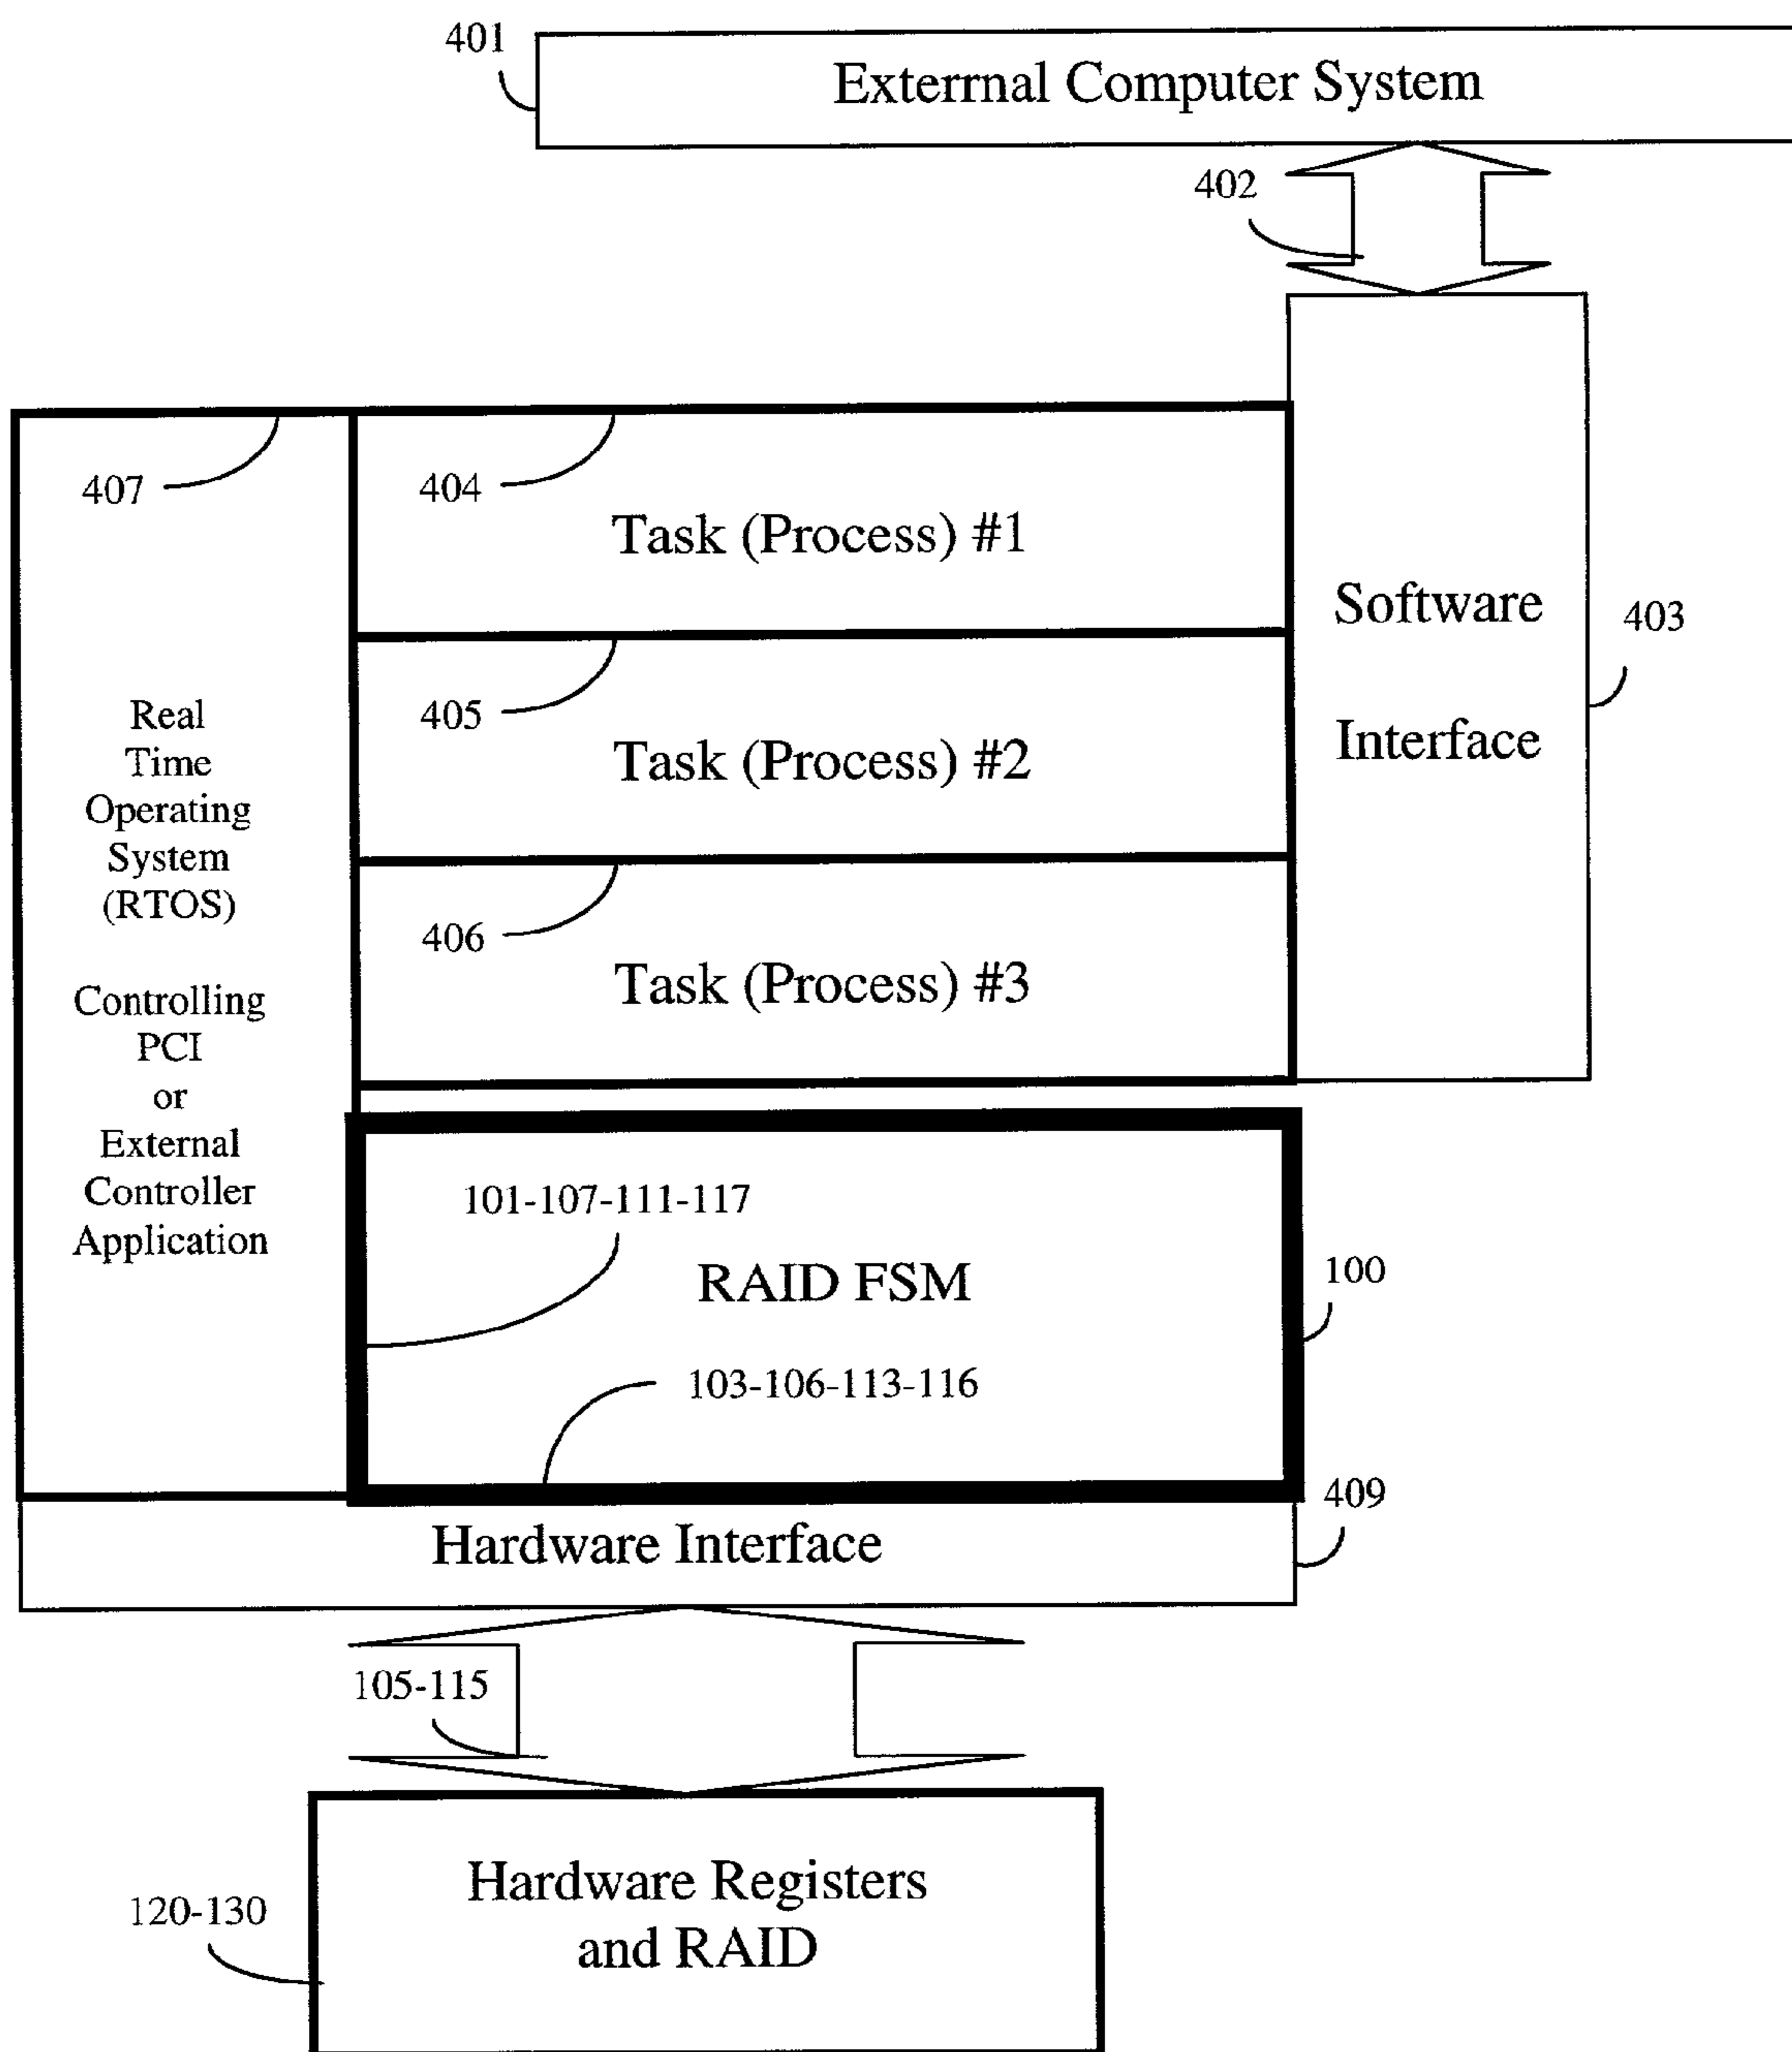 401
Exterrnal Computer System
402
407
404
Task (Process) #1
Software
Interface
403
405
Task (Process) #2
406
Task (Process) #3
Real
Time
Operating
System
(RTOS)
Controlling
PCI
or
External
Controller
Application
101-107-111-117
RAID FSM
100
103-106-113-116
409
Hardware Interface
105-115
Hardware Registers
and RAID
120-130